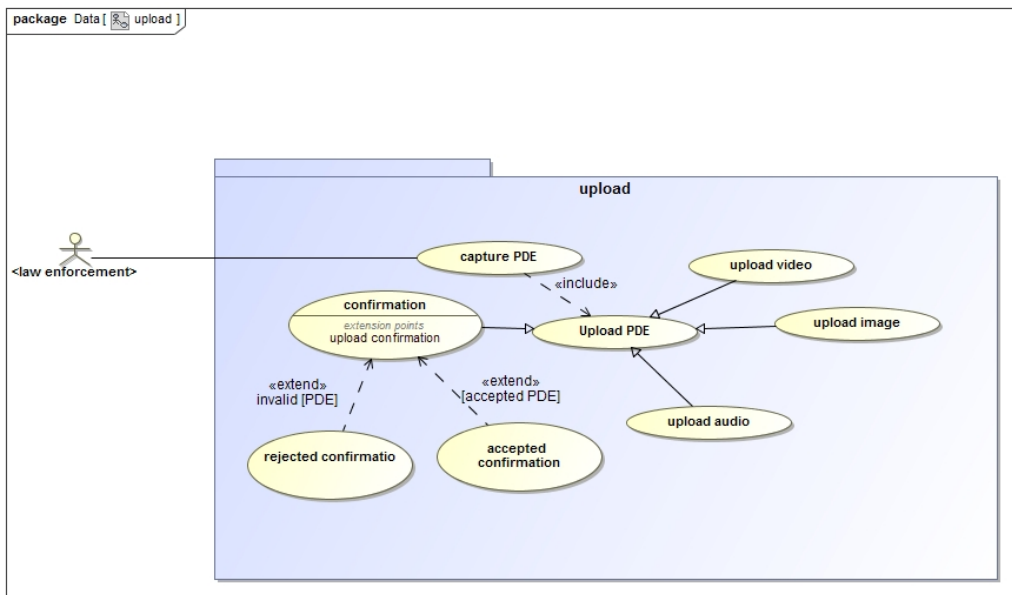 package Data [ upload ]
upload
<law enforcement>
capture PDE
«include»
upload video
confirmation
extension points
upload confirmation
Upload PDE
upload image
«extend»
invalid [PDE]
«extend»
[accepted PDE]
upload audio
rejected confirmatio
accepted
confirmation